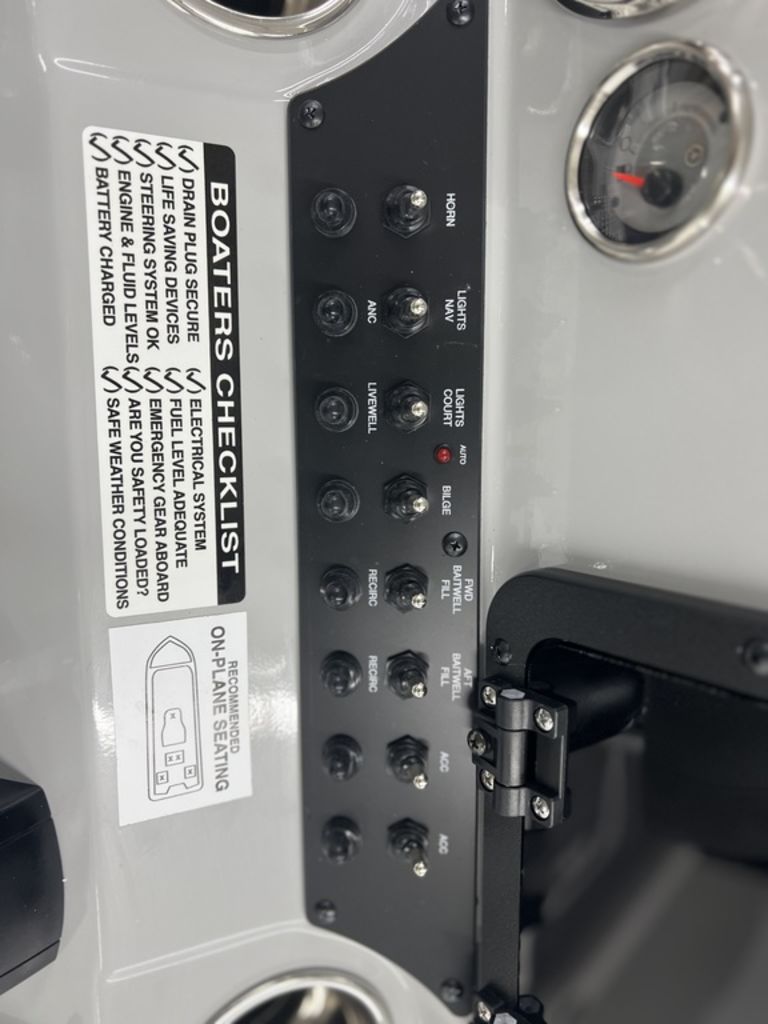 HORN
LIGHTS
NAV
LIGHTS
COURT
AUTO
BILGE
FWD
BAITWELL
FILL
AFT
BAITWELL
FILL
ACC
ACC
ANC
LIVEWELL
RECIRC
RECIRC
BOATERS CHECKLIST
DRAIN PLUG SECURE
LIFE SAVING DEVICES
STEERING SYSTEM OK
ENGINE & FLUID LEVELS
BATTERY CHARGED
ELECTRICAL SYSTEM
FUEL LEVEL ADEQUATE
EMERGENCY GEAR ABOARD
ARE YOU SAFETY LOADED?
SAFE WEATHER CONDITIONS
RECOMMENDED
ON-PLANE SEATING